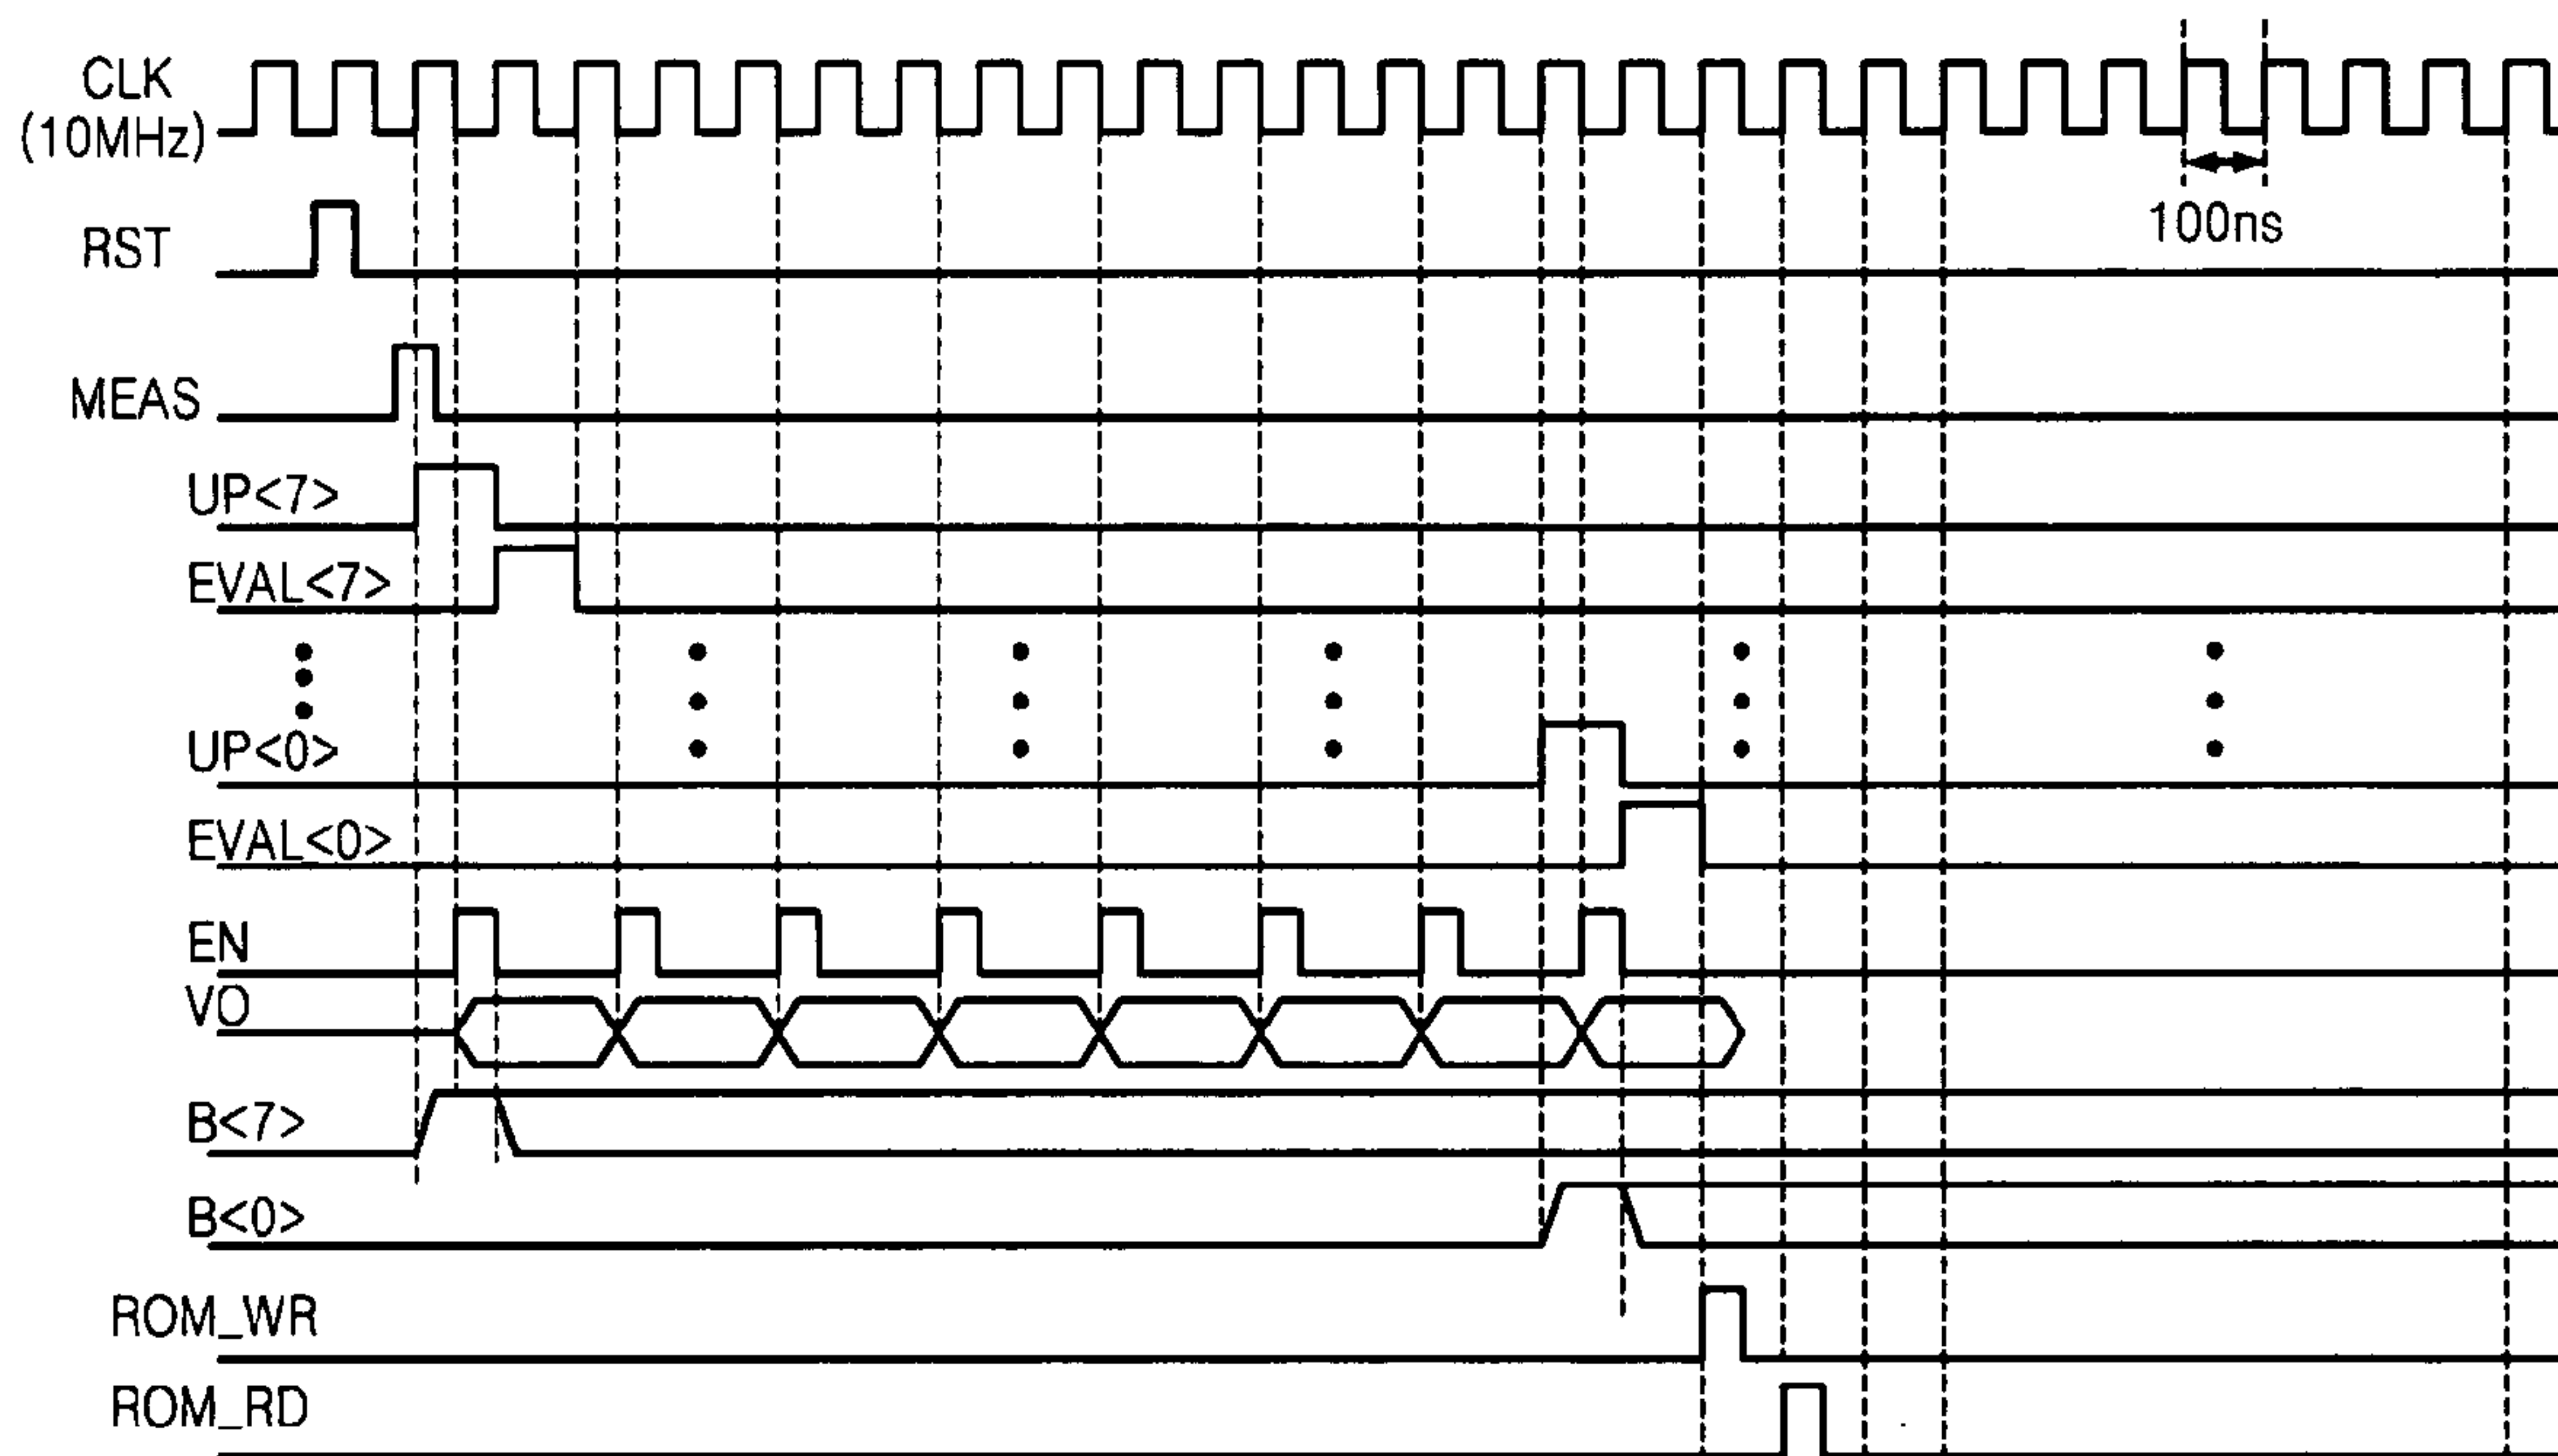 CLK
(10MHz)
100ns
RST
MEAS
UP<7>
EVAL<7>
UP<0>
EVAL<0>
EN
VO
B<7>
B<0>
ROM_WR
ROM_RD